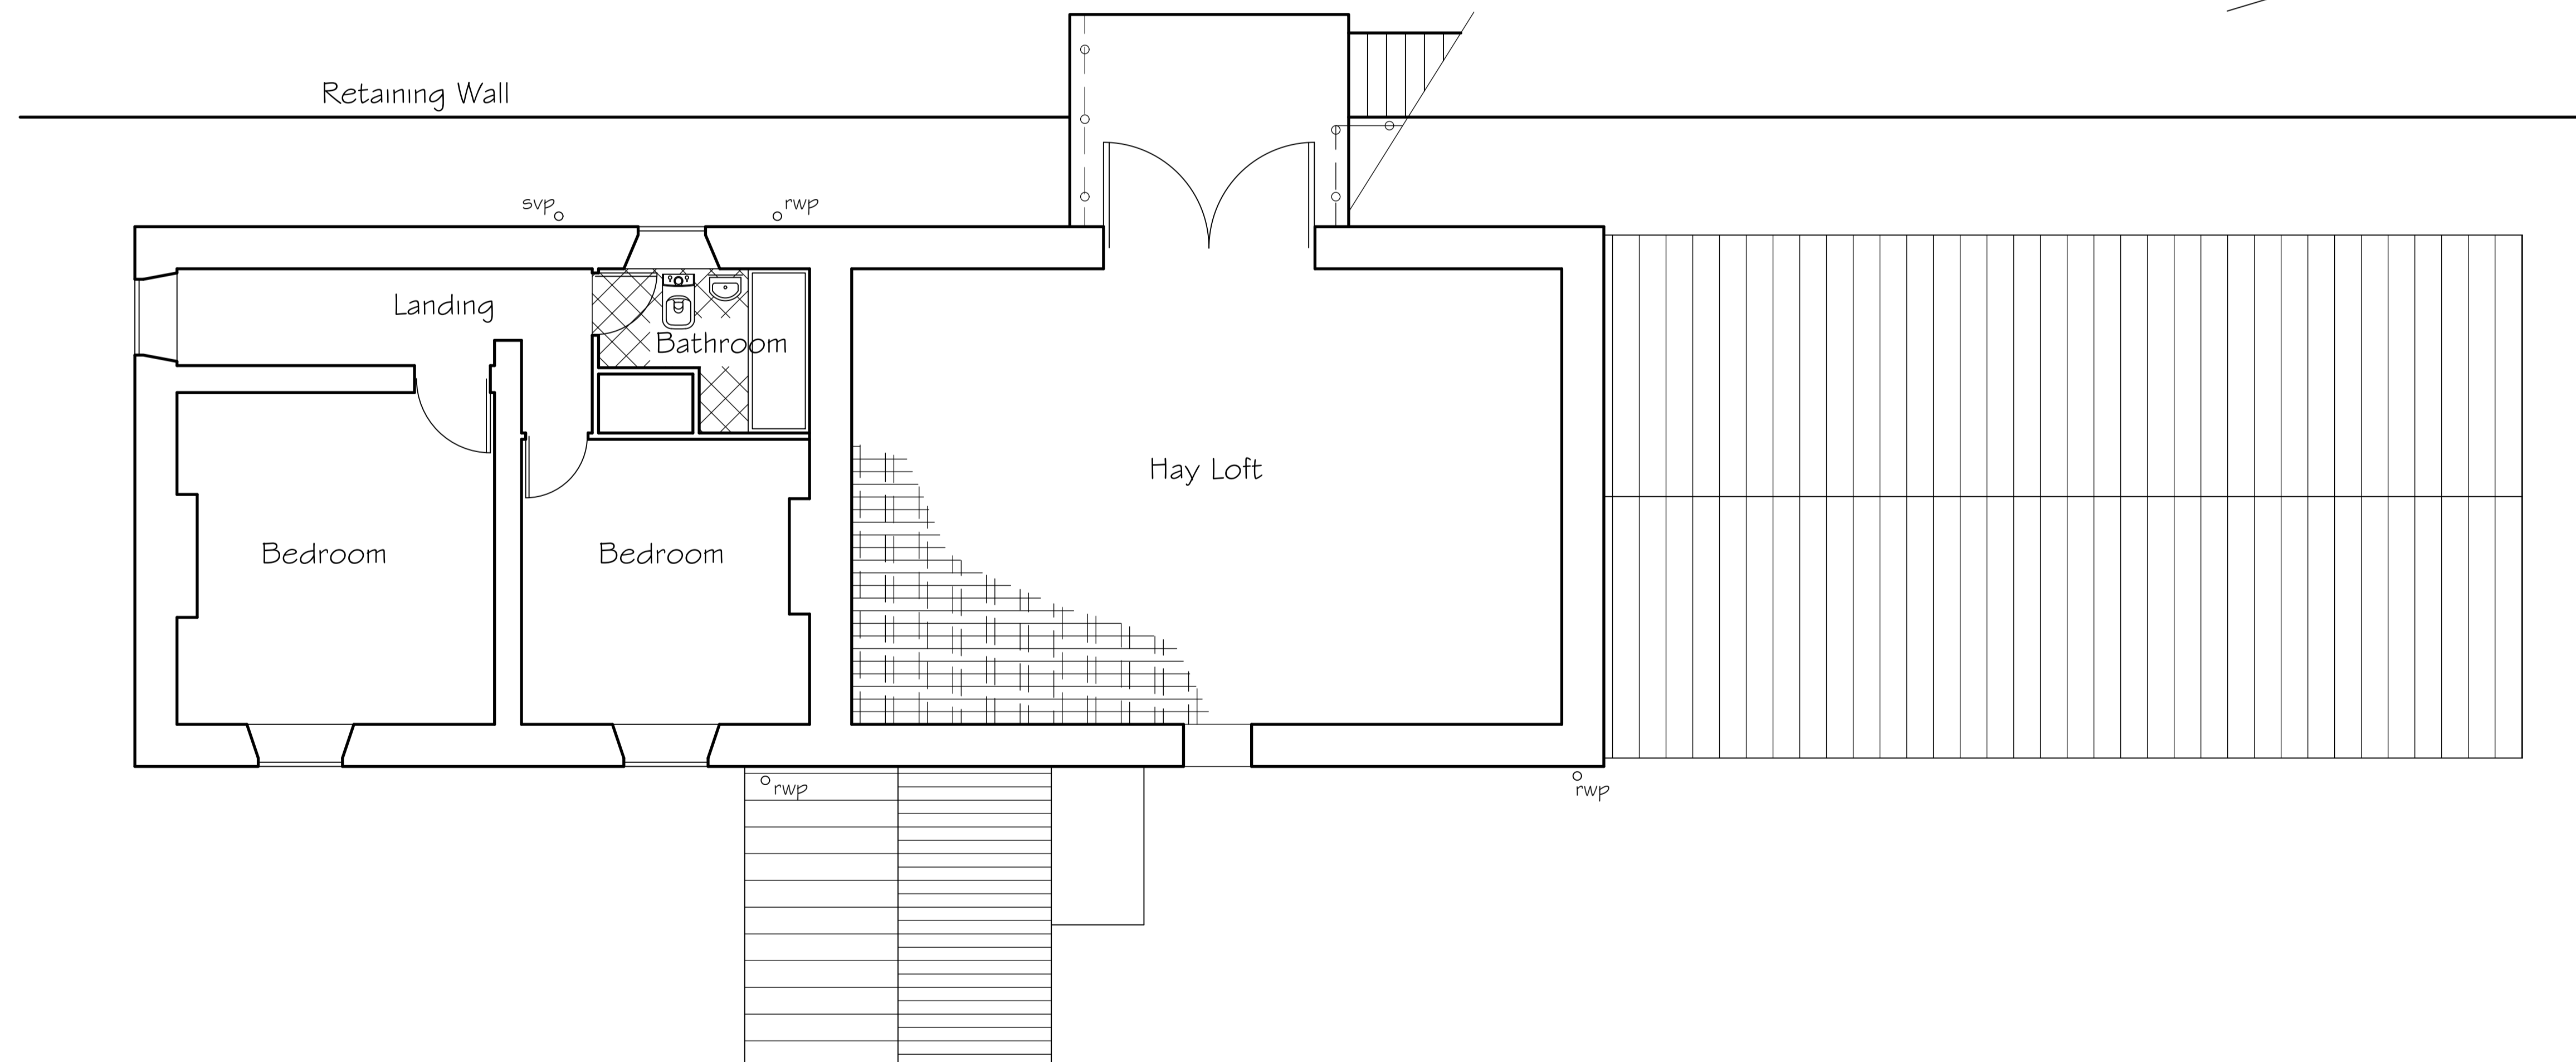 Retaining Wall
svp
rwp
Landing
Bathroom
Hay Loft
Bedroom
Bedroom
rwp
rwp